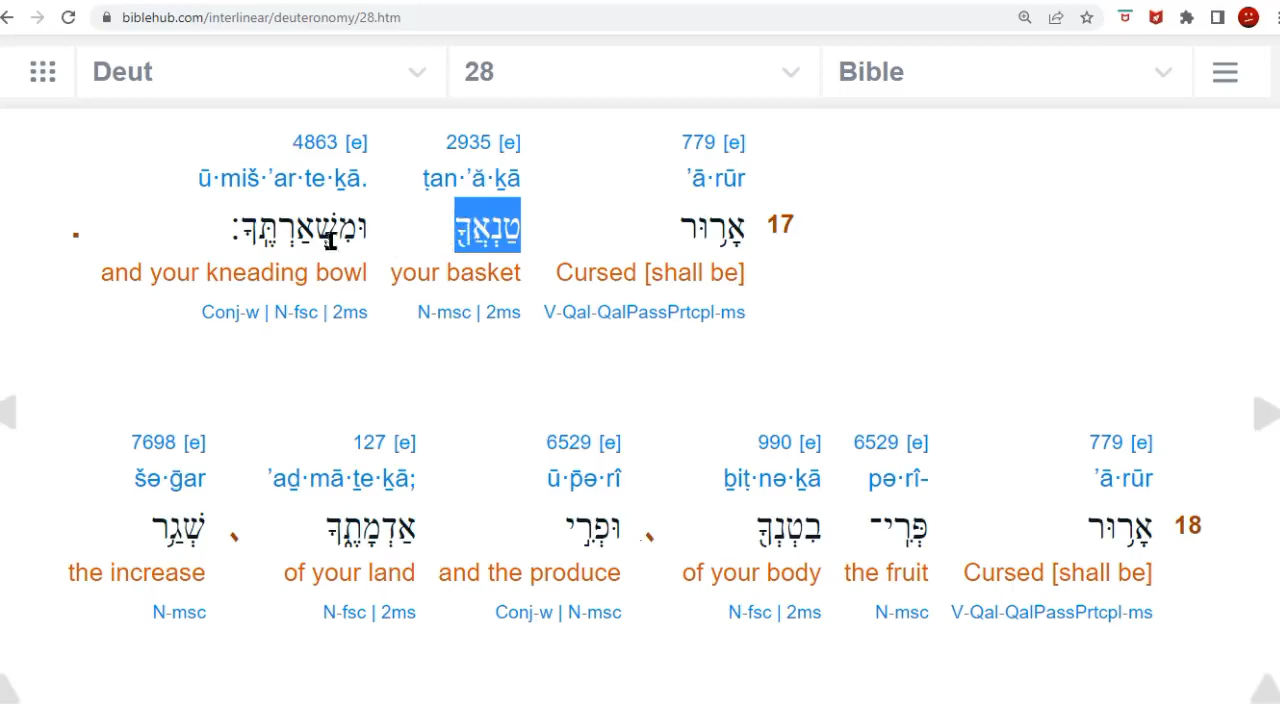 biblehub.com/interlinear/deuteronomy/28.htm
Deut 28 Bible
4863 [e] 2935 [e] 779 [e]
ū·miš·’ar·te·ḵā. ṭan·’ă·ḵā ’ā·rūr
17 אָר֥וּר טַנְאֲךָ֖ וּמִשְׁאַרְתֶּֽךָ׃ .
and your kneading bowl your basket Cursed [shall be]
Conj-w | N-fsc | 2ms N-msc | 2ms V-Qal-QalPassPrtcpl-ms
7698 [e] 127 [e] 6529 [e] 990 [e] 6529 [e] 779 [e]
šə·ḡar ’aḏ·mā·ṯe·ḵā; ū·p̄ə·rî ḇiṭ·nə·ḵā pə·rî- ’ā·rūr
18 אָר֥וּר פְּרִֽי־ בִטְנְךָ֖ ، וּפְרִ֣י אַדְמָתֶ֑ךָ ، שְׁגַ֥ר
the increase of your land and the produce of your body the fruit Cursed [shall be]
N-msc N-fsc | 2ms Conj-w | N-msc N-fsc | 2ms N-msc V-Qal-QalPassPrtcpl-ms